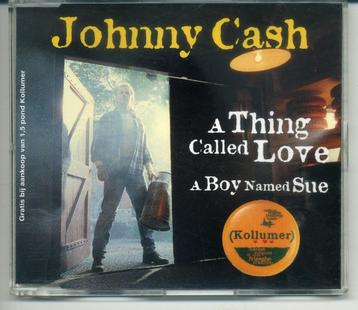 Johnny Cash
Gratis bij aankoop van 1,5 pond Kollumer
A Thing
Called Love
A Boy Named Sue
(Kollumer)